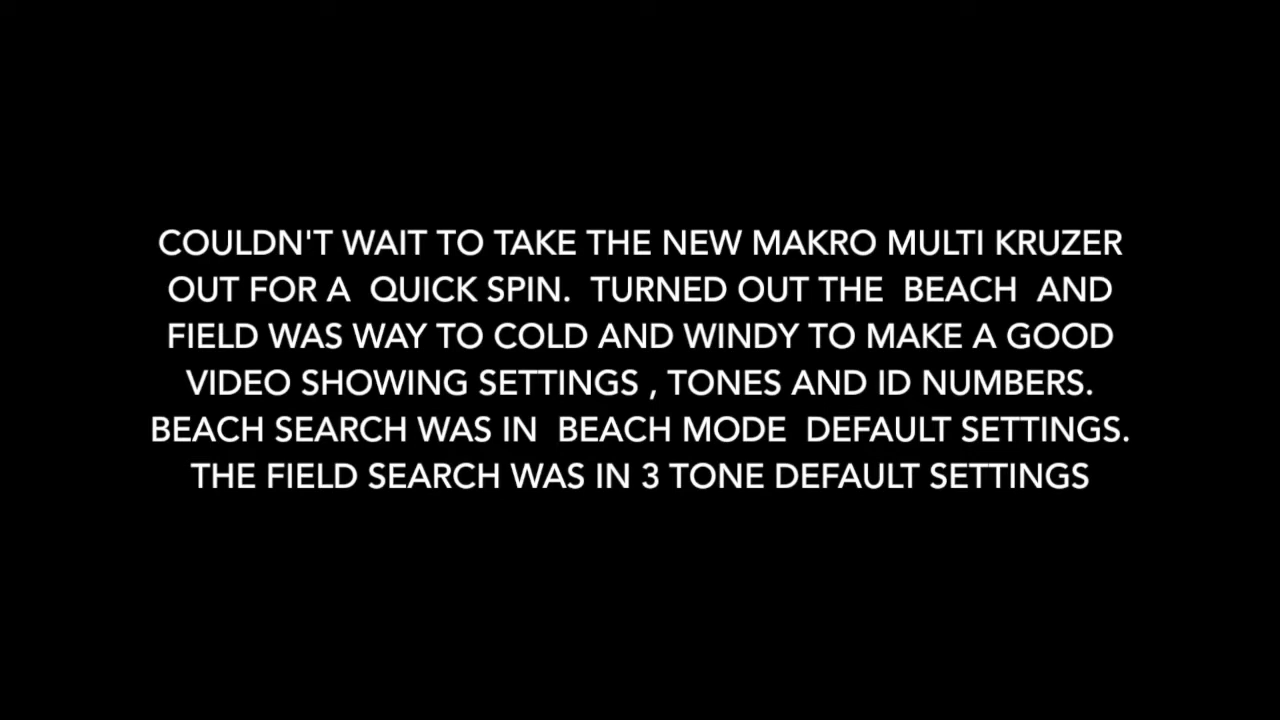 COULDN'T WAIT TO TAKE THE NEW MAKRO MULTI KRUZER
OUT FOR A  QUICK SPIN.  TURNED OUT THE  BEACH  AND
FIELD WAS WAY TO COLD AND WINDY TO MAKE A GOOD
VIDEO SHOWING SETTINGS , TONES AND ID NUMBERS.
BEACH SEARCH WAS IN  BEACH MODE  DEFAULT SETTINGS.
THE FIELD SEARCH WAS IN 3 TONE DEFAULT SETTINGS